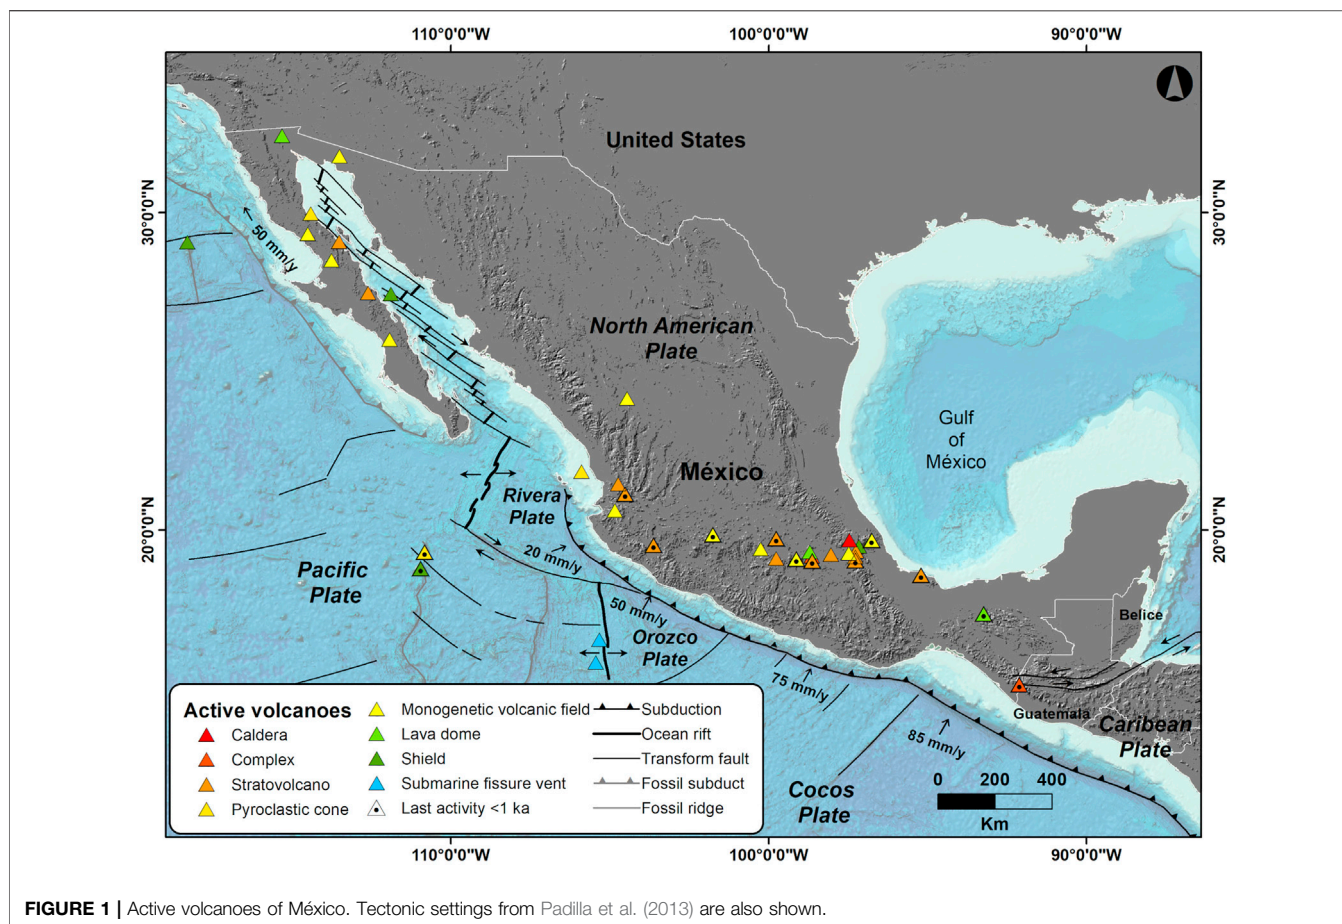 110°0'0"W
100°0'0"W
90°0'0"W
30°0'0"N
20°0'0"N
30°0'0"N
20°0'0"N
United States
50 mm/y
North American
Plate
Gulf
of
México
México
Rivera
Plate
20 mm/y
Pacific
Plate
50 mm/y
Orozco
Plate
75 mm/y
Belice
Guatemala
Caribean
Plate
85 mm/y
Cocos
Plate
0 200 400
Km
Active volcanoes
Caldera
Complex
Stratovolcano
Pyroclastic cone
Monogenetic volcanic field
Lava dome
Shield
Submarine fissure vent
Last activity <1 ka
Subduction
Ocean rift
Transform fault
Fossil subduct
Fossil ridge
110°0'0"W
100°0'0"W
90°0'0"W
FIGURE 1 | Active volcanoes of México. Tectonic settings from Padilla et al. (2013) are also shown.